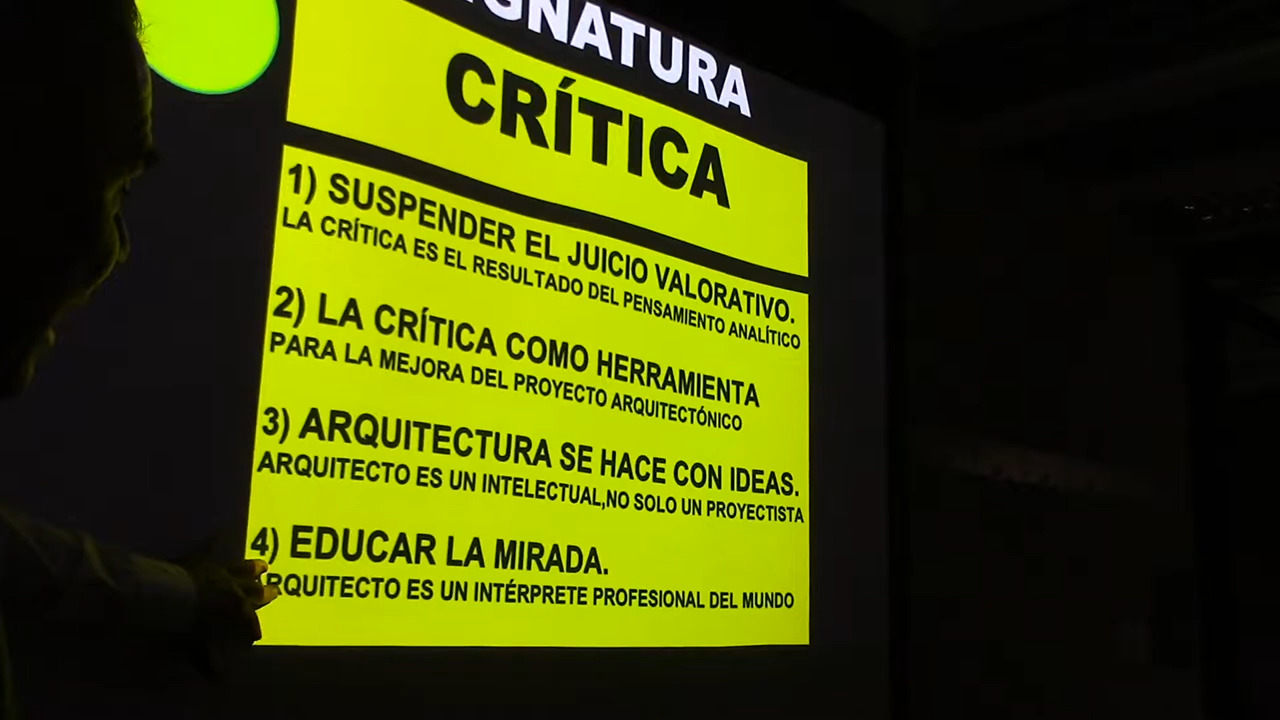 GNATURA
CRÍTICA
1) SUSPENDER EL JUICIO VALORATIVO.
LA CRÍTICA ES EL RESULTADO DEL PENSAMIENTO ANALÍTICO
2) LA CRÍTICA COMO HERRAMIENTA
PARA LA MEJORA DEL PROYECTO ARQUITECTÓNICO
3) ARQUITECTURA SE HACE CON IDEAS.
ARQUITECTO ES UN INTELECTUAL,NO SOLO UN PROYECTISTA
4) EDUCAR LA MIRADA.
RQUITECTO ES UN INTÉRPRETE PROFESIONAL DEL MUNDO